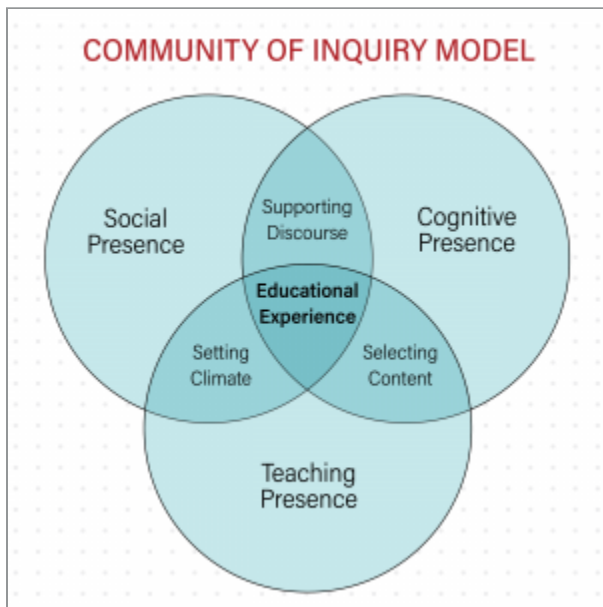 COMMUNITY OF INQUIRY MODEL
Social
Presence
Supporting
Discourse
Cognitive
Presence
Educational
Experience
Setting
Climate
Selecting
Content
Teaching
Presence